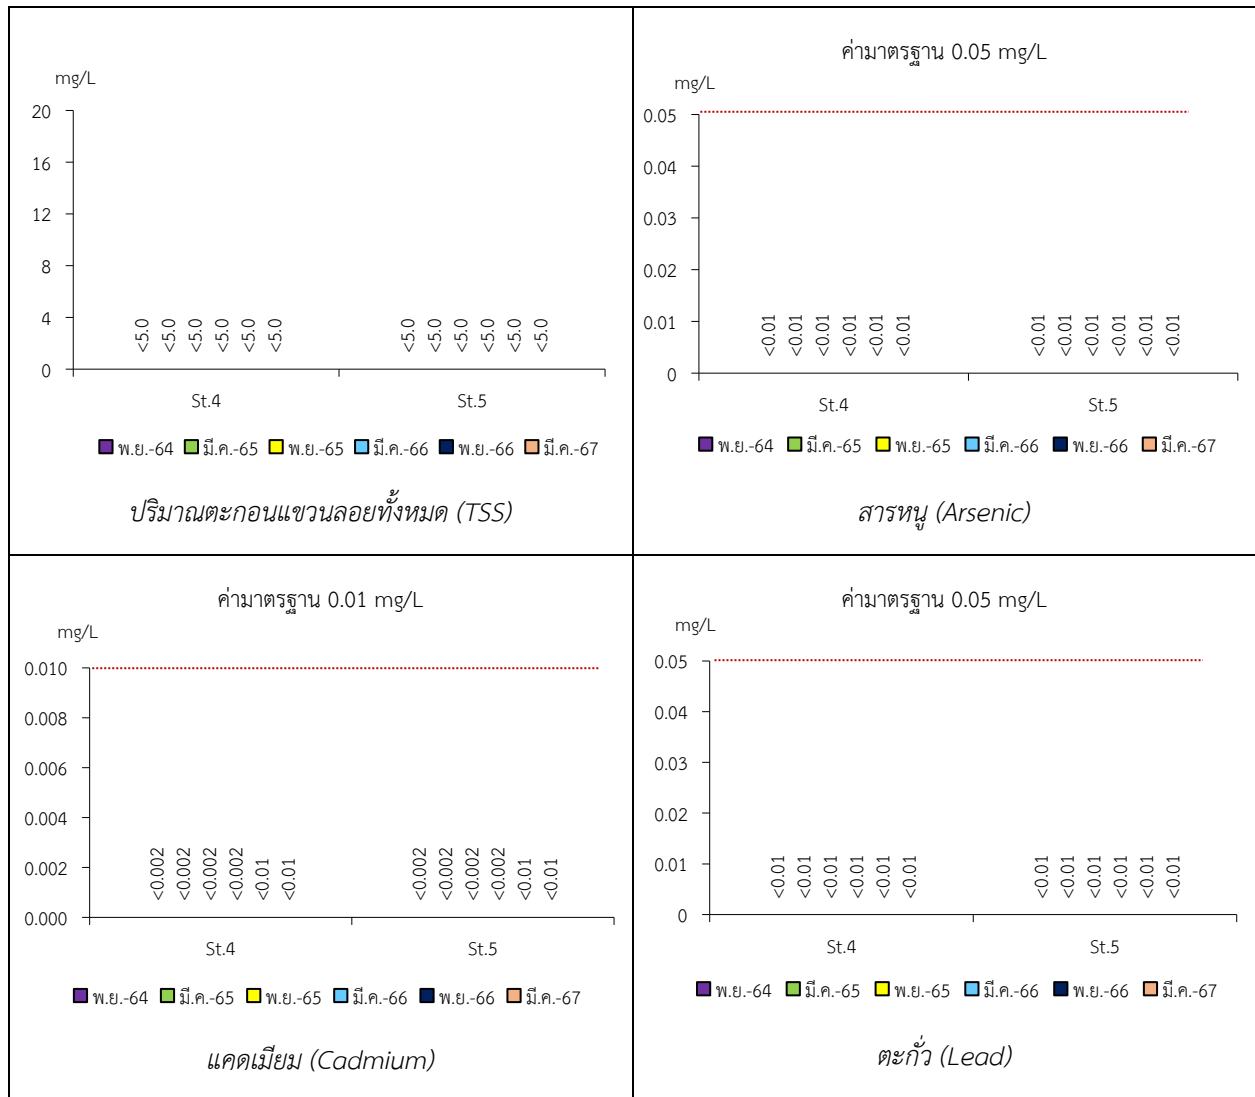 mg/L
20
16
12
8
4
0
<5.0 <5.0 <5.0 <5.0 <5.0 <5.0 <5.0 <5.0 <5.0 <5.0 <5.0 <5.0
St.4 St.5
พ.ย.-64 มี.ค.-65 พ.ย.-65 มี.ค.-66 พ.ย.-66 มี.ค.-67
ปริมาณตะกอนแขวนลอยทั้งหมด (TSS)
ค่ามาตรฐาน 0.05 mg/L
mg/L
0.05
0.04
0.03
0.02
0.01
0
<0.01 <0.01 <0.01 <0.01 <0.01 <0.01 <0.01 <0.01 <0.01 <0.01 <0.01 <0.01
St.4 St.5
พ.ย.-64 มี.ค.-65 พ.ย.-65 มี.ค.-66 พ.ย.-66 มี.ค.-67
สารหนู (Arsenic)
ค่ามาตรฐาน 0.01 mg/L
mg/L
0.010
0.008
0.006
0.004
0.002
0.000
<0.002 <0.002 <0.002 <0.002 <0.01 <0.01 <0.002 <0.002 <0.002 <0.002 <0.01 <0.01
St.4 St.5
พ.ย.-64 มี.ค.-65 พ.ย.-65 มี.ค.-66 พ.ย.-66 มี.ค.-67
แคดเมียม (Cadmium)
ค่ามาตรฐาน 0.05 mg/L
mg/L
0.05
0.04
0.03
0.02
0.01
0
<0.01 <0.01 <0.01 <0.01 <0.01 <0.01 <0.01 <0.01 <0.01 <0.01 <0.01 <0.01
St.4 St.5
พ.ย.-64 มี.ค.-65 พ.ย.-65 มี.ค.-66 พ.ย.-66 มี.ค.-67
ตะกั่ว (Lead)